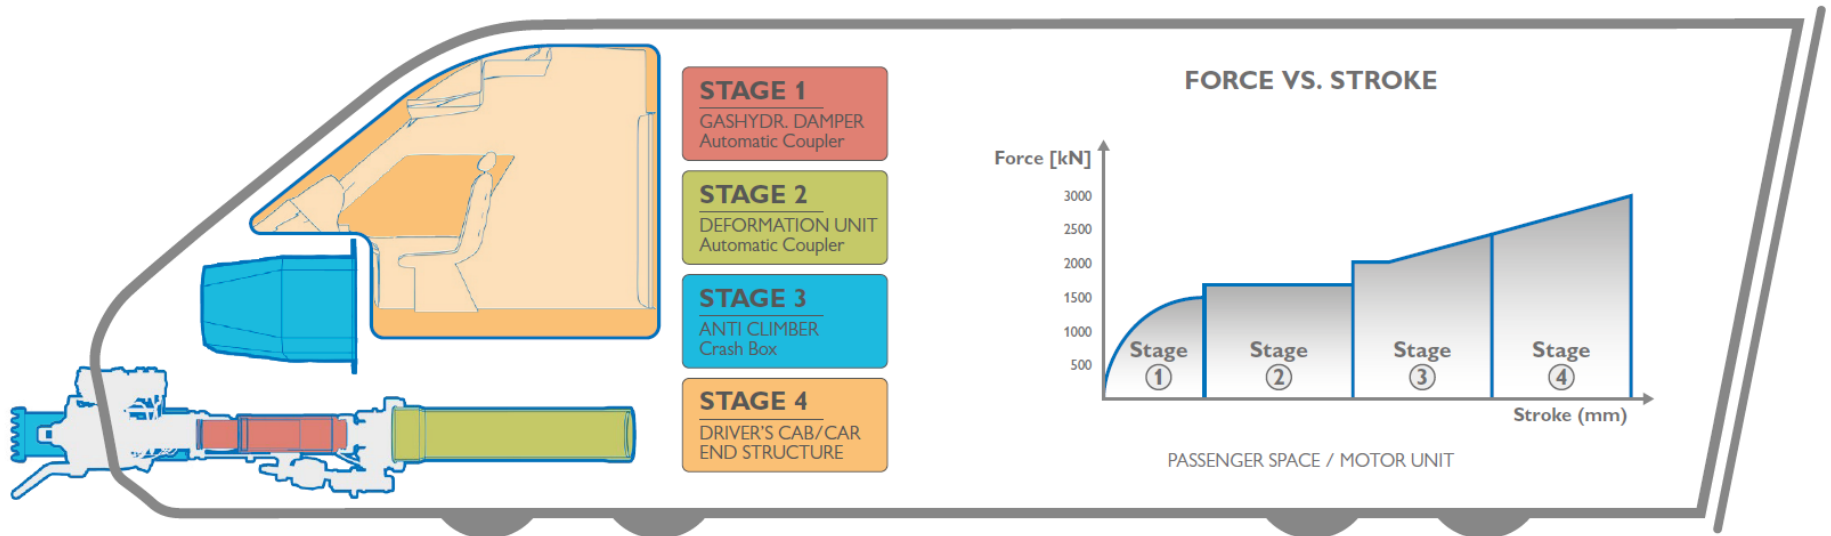 STAGE 1
GASHYDR. DAMPER
Automatic Coupler
STAGE 2
DEFORMATION UNIT
Automatic Coupler
STAGE 3
ANTI CLIMBER
Crash Box
STAGE 4
DRIVER'S CAB/CAR
END STRUCTURE
FORCE VS. STROKE
Force [kN]
3000
2500
2000
1500
1000
500
Stage
1
Stage
2
Stage
3
Stage
4
Stroke (mm)
PASSENGER SPACE / MOTOR UNIT